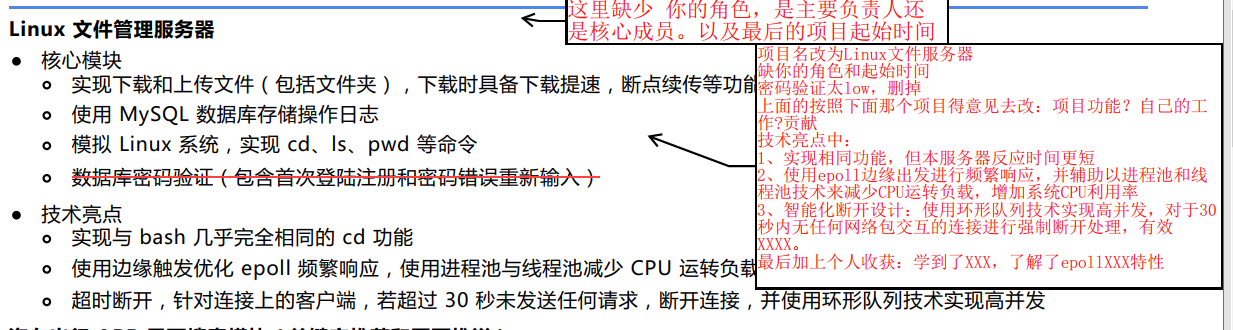 这里缺少 你的角色，是主要负责人还
是核心成员。以及最后的项目起始时间
Linux 文件管理服务器
● 核心模块
实现下载和上传文件（包括文件夹），下载时具备下载提速，断点续传等功能
使用 MySQL 数据库存储操作日志
模拟 Linux 系统，实现 cd、ls、pwd 等命令
数据库密码验证（包含首次登陆注册和密码错误重新输入）
● 技术亮点
实现与 bash 几乎完全相同的 cd 功能
使用边缘触发优化 epoll 频繁响应，使用进程池与线程池减少 CPU 运转负载
超时断开，针对连接上的客户端，若超过 30 秒未发送任何请求，断开连接，并使用环形队列技术实现高并发
项目名改为Linux文件服务器
缺你的角色和起始时间
密码验证太low，删掉
上面的按照下面那个项目得意见去改：项目功能？自己的工
作?贡献
技术亮点中：
1、实现相同功能，但本服务器反应时间更短
2、使用epoll边缘出发进行频繁响应，并辅助以进程池和线
程池技术来减少CPU运转负载，增加系统CPU利用率
3、智能化断开设计：使用环形队列技术实现高并发，对于30
秒内无任何网络包交互的连接进行强制断开处理，有效
XXXX。
最后加上个人收获：学到了XXX，了解了epollXXX特性